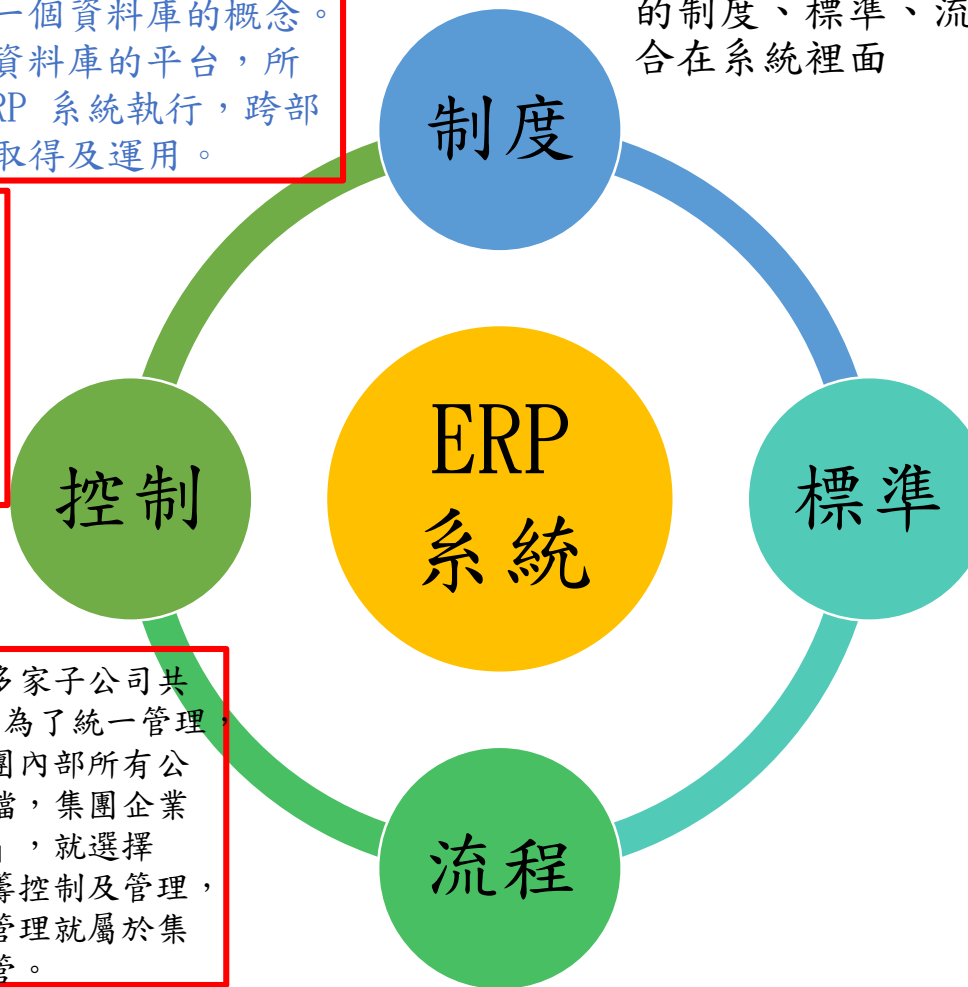 一個資料庫的概念。
資料庫的平台，所
RP 系統執行，跨部
取得及運用。
的制度、標準、流
合在系統裡面
制度
控制
ERP
系統
標準
多家子公司共
為了統一管理，
團內部所有公
檔，集團企業
」，就選擇
籌控制及管理，
管理就屬於集
管。
流程